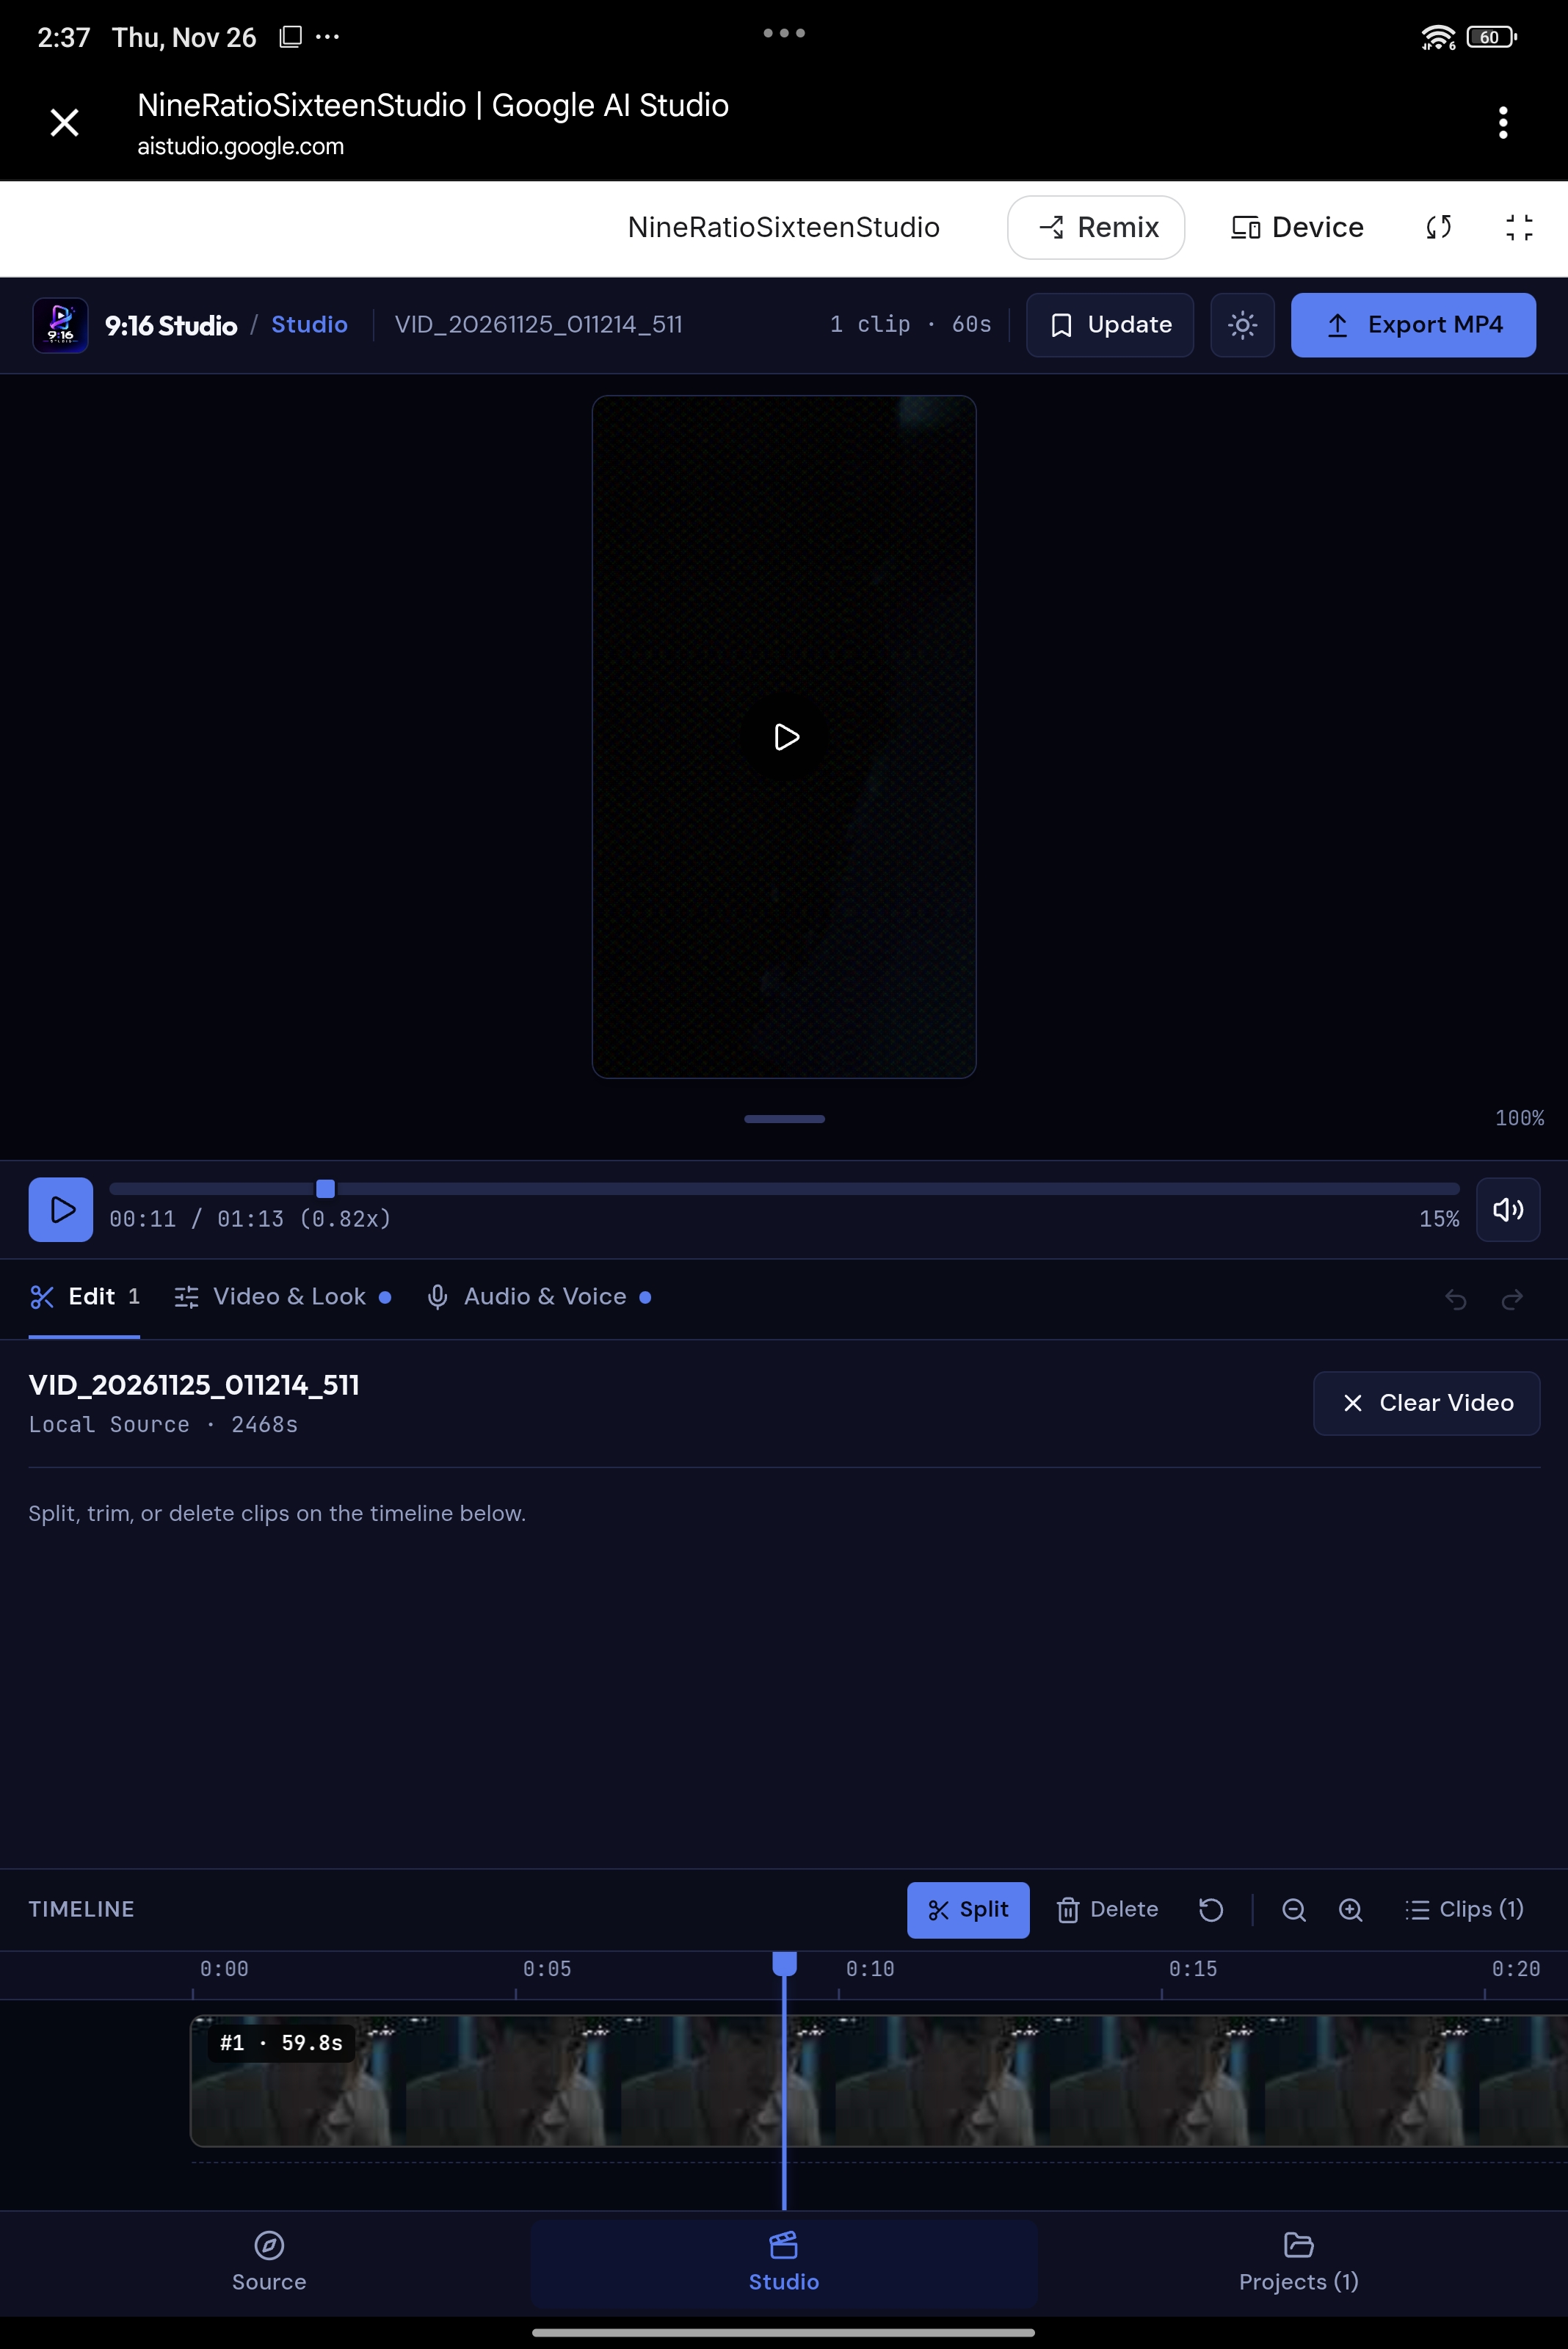 2:37 Thu, Nov 26
60
NineRatioSixteenStudio | Google AI Studio
aistudio.google.com
NineRatioSixteenStudio
Remix
Device
9:16 Studio / Studio
VID_20261125_011214_511
1 clip · 60s
Update
Export MP4
100%
00:11 / 01:13 (0.82x)
15%
Edit 1
Video & Look
Audio & Voice
VID_20261125_011214_511
Local Source · 2468s
Clear Video
Split, trim, or delete clips on the timeline below.
TIMELINE
Split
Delete
Clips (1)
0:00
0:05
0:10
0:15
0:20
#1 · 59.8s
Source
Studio
Projects (1)